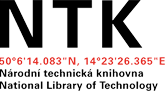 NTK
50°6'14.083"N, 14°23'26.365"E
Národní technická knihovna
National Library of Technology